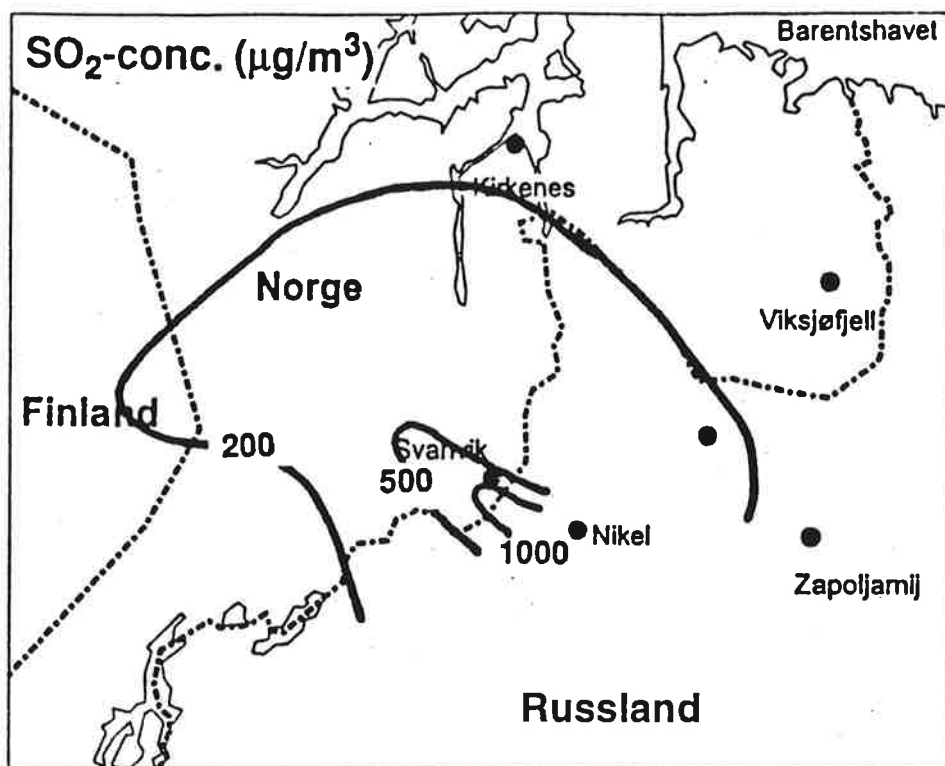 Barentshavet
SO₂-conc. (µg/m³)
Kirkenes
Norge
Viksjøfjell
Finland
200
Svanvik
500
1000
Nikel
Zapoljarnij
Russland